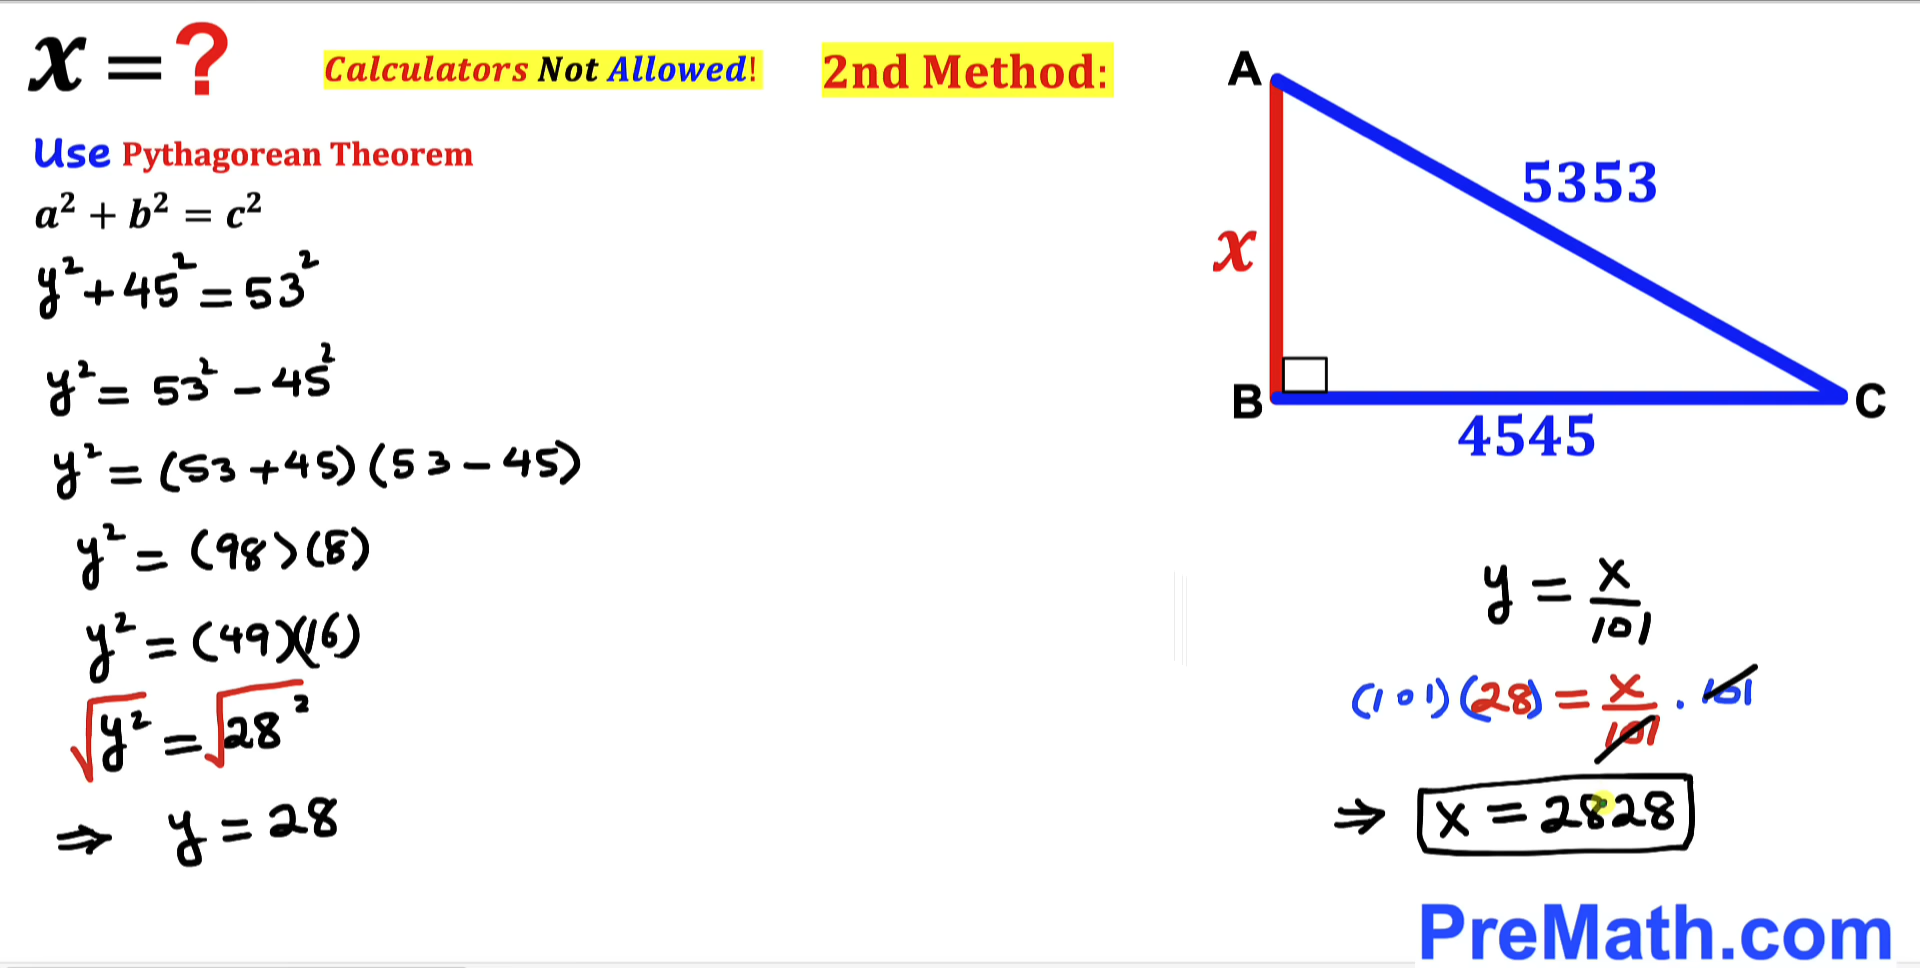 x = ?
Calculators Not Allowed!
2nd Method:
Use Pythagorean Theorem
a² + b² = c²
y² + 45² = 53²
y² = 53² - 45²
y² = (53 + 45) (53 - 45)
y² = (98) (8)
y² = (49) (16)
√y² = √28²
⇒ y = 28
A
5353
x
B
C
4545
y = x/101
(101) (28) = x/101 . 101
⇒ x = 2828
PreMath.com